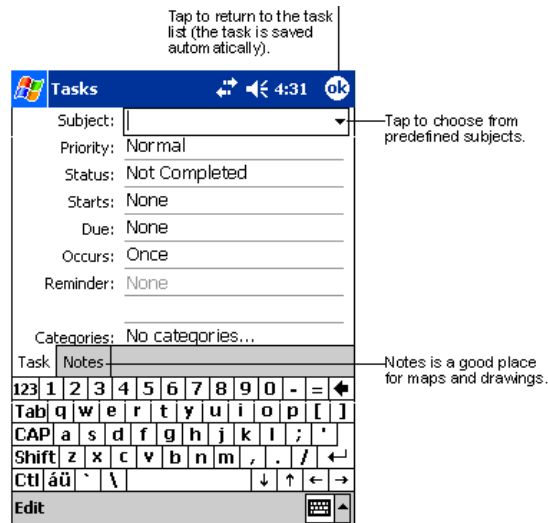 Tap to return to the task
list (the task is saved
automatically).
Tasks 4:31 ok
Subject:
Tap to choose from
predefined subjects.
Priority: Normal
Status: Not Completed
Starts: None
Due: None
Occurs: Once
Reminder: None
Categories: No categories...
Task Notes
Notes is a good place
for maps and drawings.
123 1 2 3 4 5 6 7 8 9 0 - =
Tab q w e r t y u i o p [ ]
CAP a s d f g h j k l ; '
Shift z x c v b n m , . /
Ctl áü ` \
Edit